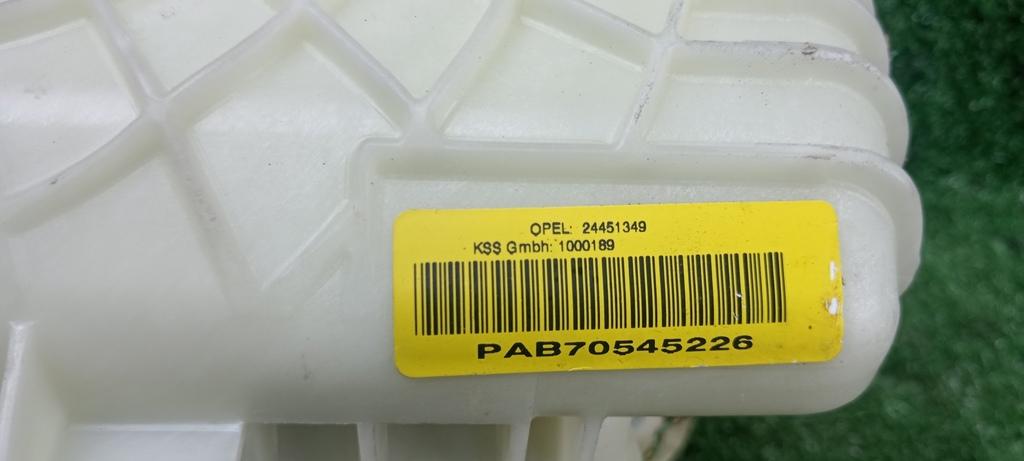 OPEL: 24451349
KSS Gmbh: 1000189
PAB70545226